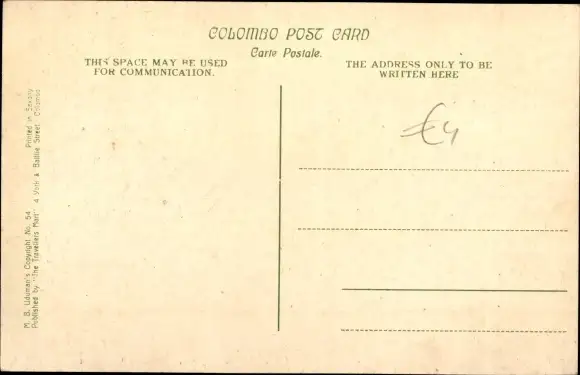 COLOMBO POST CARD
Carte Postale.
THIS SPACE MAY BE USED
FOR COMMUNICATION.
THE ADDRESS ONLY TO BE
WRITTEN HERE
€4
M. B. Uduman's Copyright No. 54 Printed in Saxony
Published by "The Travellers Mart" 4 York & Baillie Street Colombo